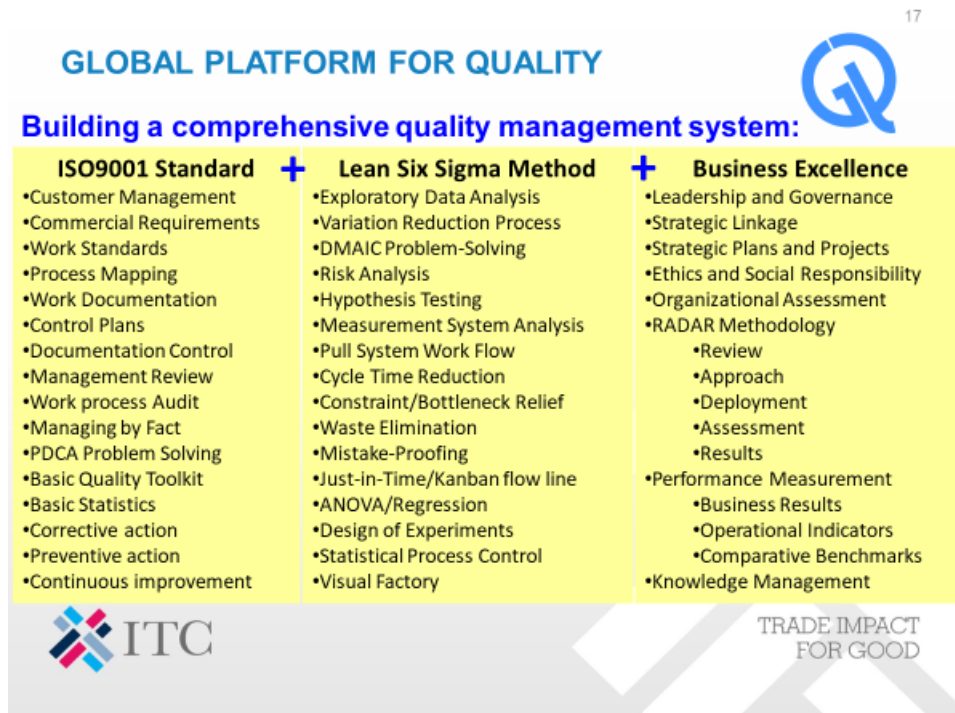 17
GLOBAL PLATFORM FOR QUALITY
Building a comprehensive quality management system:
ISO9001 Standard
•Customer Management
•Commercial Requirements
•Work Standards
•Process Mapping
•Work Documentation
•Control Plans
•Documentation Control
•Management Review
•Work process Audit
•Managing by Fact
•PDCA Problem Solving
•Basic Quality Toolkit
•Basic Statistics
•Corrective action
•Preventive action
•Continuous improvement
+
Lean Six Sigma Method
•Exploratory Data Analysis
•Variation Reduction Process
•DMAIC Problem-Solving
•Risk Analysis
•Hypothesis Testing
•Measurement System Analysis
•Pull System Work Flow
•Cycle Time Reduction
•Constraint/Bottleneck Relief
•Waste Elimination
•Mistake-Proofing
•Just-in-Time/Kanban flow line
•ANOVA/Regression
•Design of Experiments
•Statistical Process Control
•Visual Factory
+
Business Excellence
•Leadership and Governance
•Strategic Linkage
•Strategic Plans and Projects
•Ethics and Social Responsibility
•Organizational Assessment
•RADAR Methodology
•Review
•Approach
•Deployment
•Assessment
•Results
•Performance Measurement
•Business Results
•Operational Indicators
•Comparative Benchmarks
•Knowledge Management
ITC
TRADE IMPACT
FOR GOOD